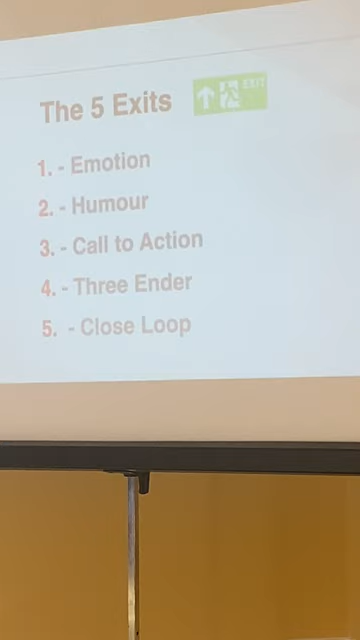 The 5 Exits
EXIT
1. - Emotion
2. - Humour
3. - Call to Action
4. - Three Ender
5. - Close Loop